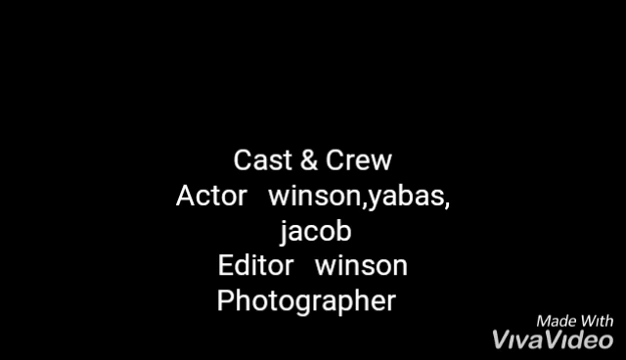 Cast & Crew
Actor winson,yabas,
jacob
Editor winson
Photographer
Made With
VivaVideo